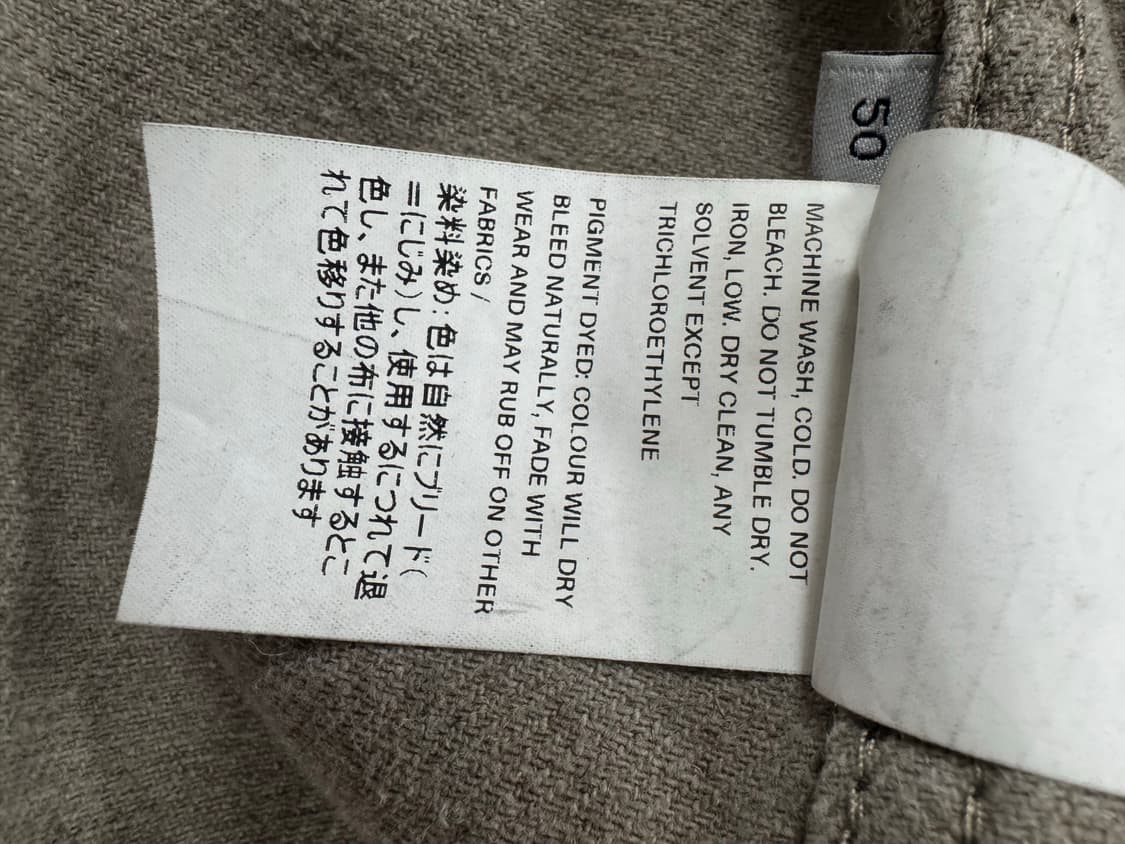 50
MACHINE WASH, COLD. DO NOT
BLEACH. DO NOT TUMBLE DRY.
IRON, LOW. DRY CLEAN, ANY
SOLVENT EXCEPT
TRICHLOROETHYLENE
PIGMENT DYED: COLOUR WILL DRY
BLEED NATURALLY, FADE WITH
WEAR AND MAY RUB OFF ON OTHER
FABRICS /
染料染め: 色は自然にブリード(
=にじみ)し、使用するにつれて退
色し、また他の布に接触するとこ
れて色移りすることがあります